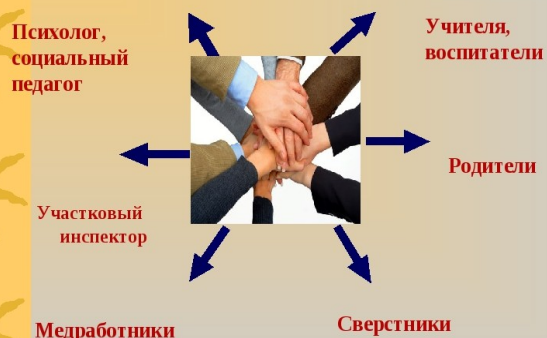 Психолог,
социальный
педагог
Учителя,
воспитатели
Родители
Участковый
инспектор
Медработники
Сверстники